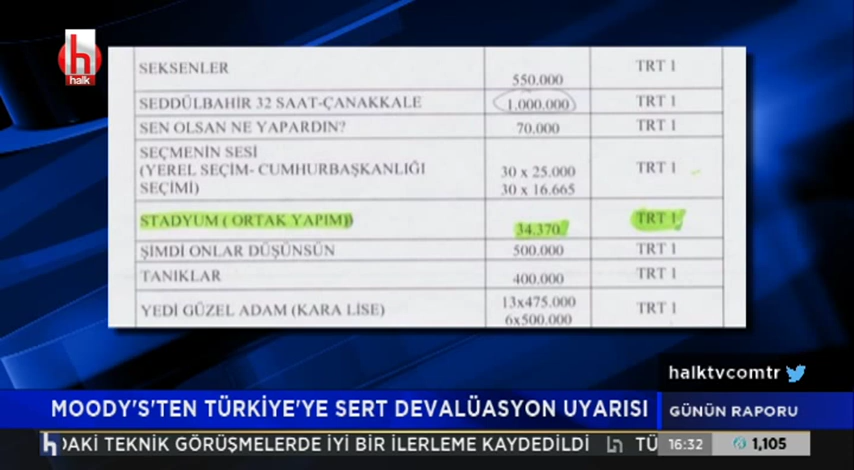 h
halk
SEKSENLER 550.000 TRT 1
SEDDÜLBAHİR 32 SAAT-ÇANAKKALE 1.000.000 TRT 1
SEN OLSAN NE YAPARDIN? 70.000 TRT 1
SEÇMENİN SESİ
(YEREL SEÇİM- CUMHURBAŞKANLIĞI 30 x 25.000 TRT 1
SEÇİMİ) 30 x 16.665
STADYUM ( ORTAK YAPIM) 34.370 TRT 1
ŞİMDİ ONLAR DÜŞÜNSÜN 500.000 TRT 1
TANIKLAR 400.000 TRT 1
YEDİ GÜZEL ADAM (KARA LİSE) 13x475.000 TRT 1
6x500.000
halktvcomtr
MOODY'S'TEN TÜRKİYE'YE SERT DEVALÜASYON UYARISI GÜNÜN RAPORU
h DAKİ TEKNİK GÖRÜŞMELERDE İYİ BİR İLERLEME KAYDEDİLDİ h TÜ 16:32 1,105